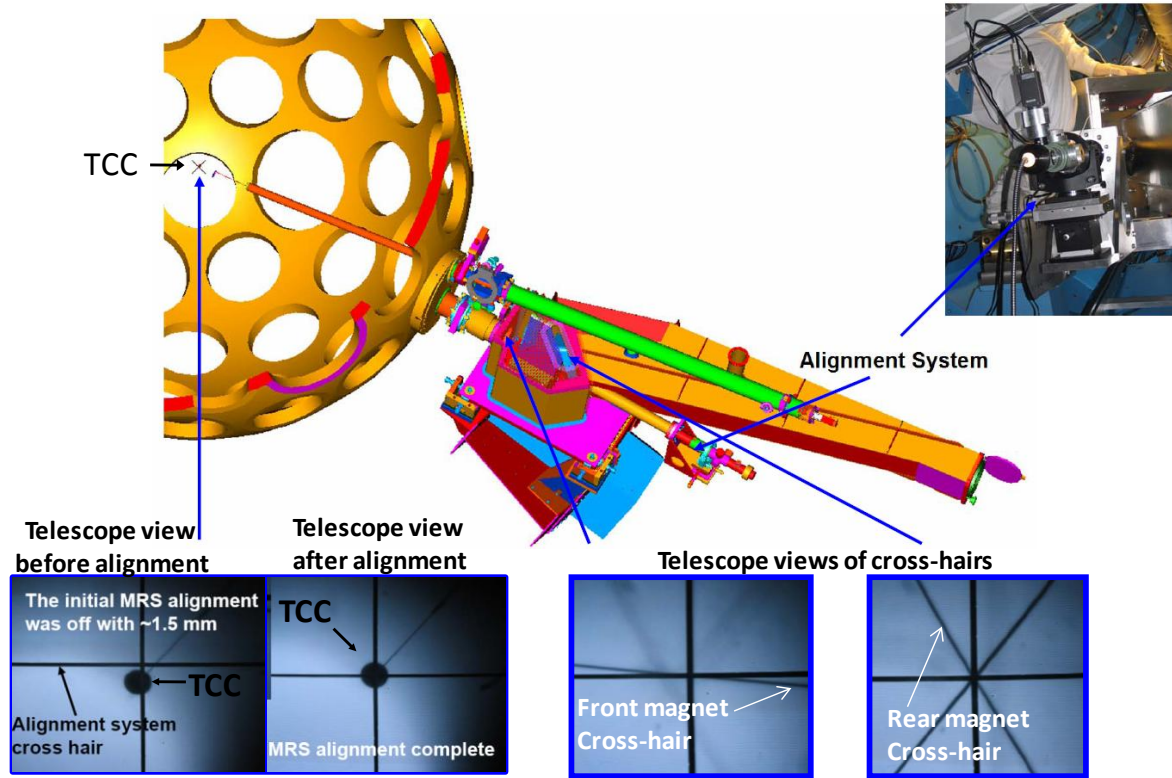 TCC
Alignment System
Telescope view
before alignment
Telescope view
after alignment
Telescope views of cross-hairs
The initial MRS alignment
was off with ~1.5 mm
TCC
Alignment system
cross hair
TCC
MRS alignment complete
Front magnet
Cross-hair
Rear magnet
Cross-hair